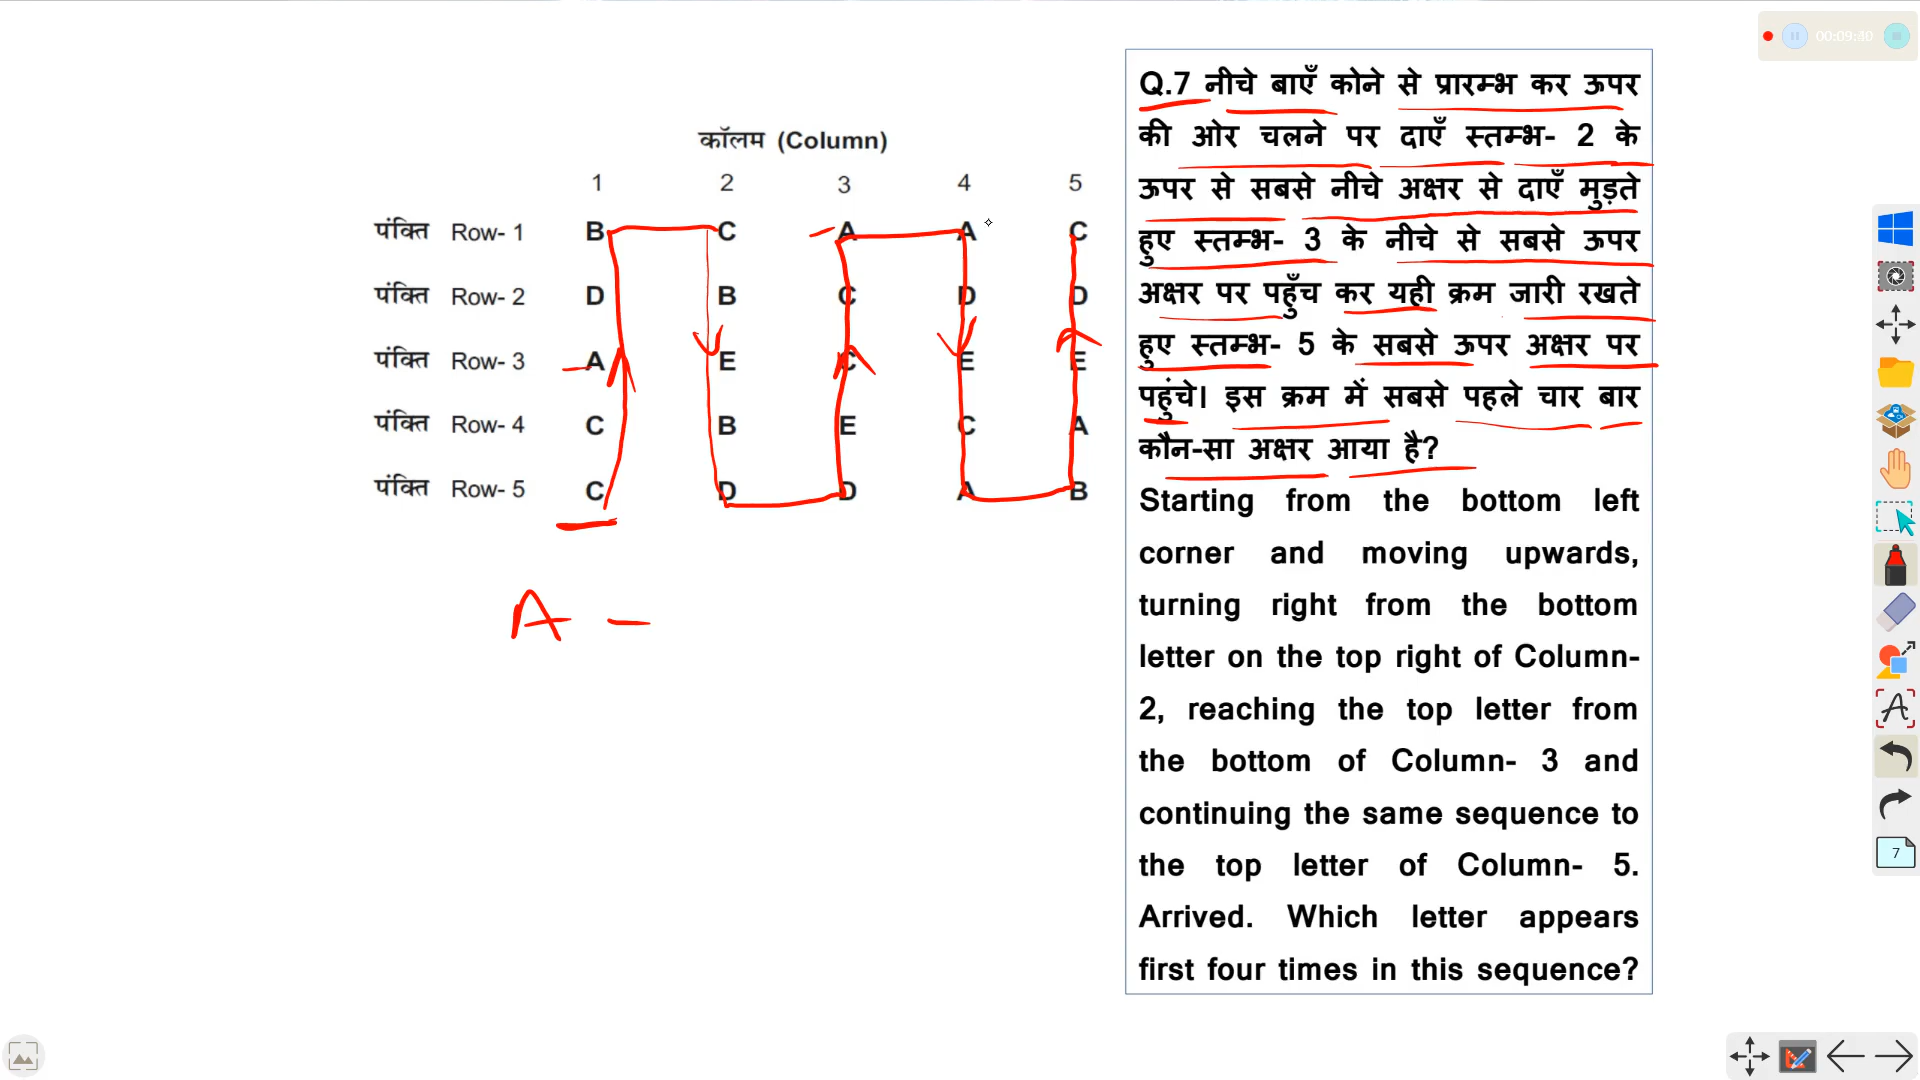 00:09:40
कॉलम (Column)
1 2 3 4 5
पंक्ति Row- 1 B C A A C
पंक्ति Row- 2 D B C D D
पंक्ति Row- 3 A E C E E
पंक्ति Row- 4 C B E C A
पंक्ति Row- 5 C D D A B
A -
Q.7 नीचे बाएँ कोने से प्रारम्भ कर ऊपर
की ओर चलने पर दाएँ स्तम्भ- 2 के
ऊपर से सबसे नीचे अक्षर से दाएँ मुड़ते
हुए स्तम्भ- 3 के नीचे से सबसे ऊपर
अक्षर पर पहुँच कर यही क्रम जारी रखते
हुए स्तम्भ- 5 के सबसे ऊपर अक्षर पर
पहुंचे। इस क्रम में सबसे पहले चार बार
कौन-सा अक्षर आया है?
Starting from the bottom left
corner and moving upwards,
turning right from the bottom
letter on the top right of Column-
2, reaching the top letter from
the bottom of Column- 3 and
continuing the same sequence to
the top letter of Column- 5.
Arrived. Which letter appears
first four times in this sequence?
7